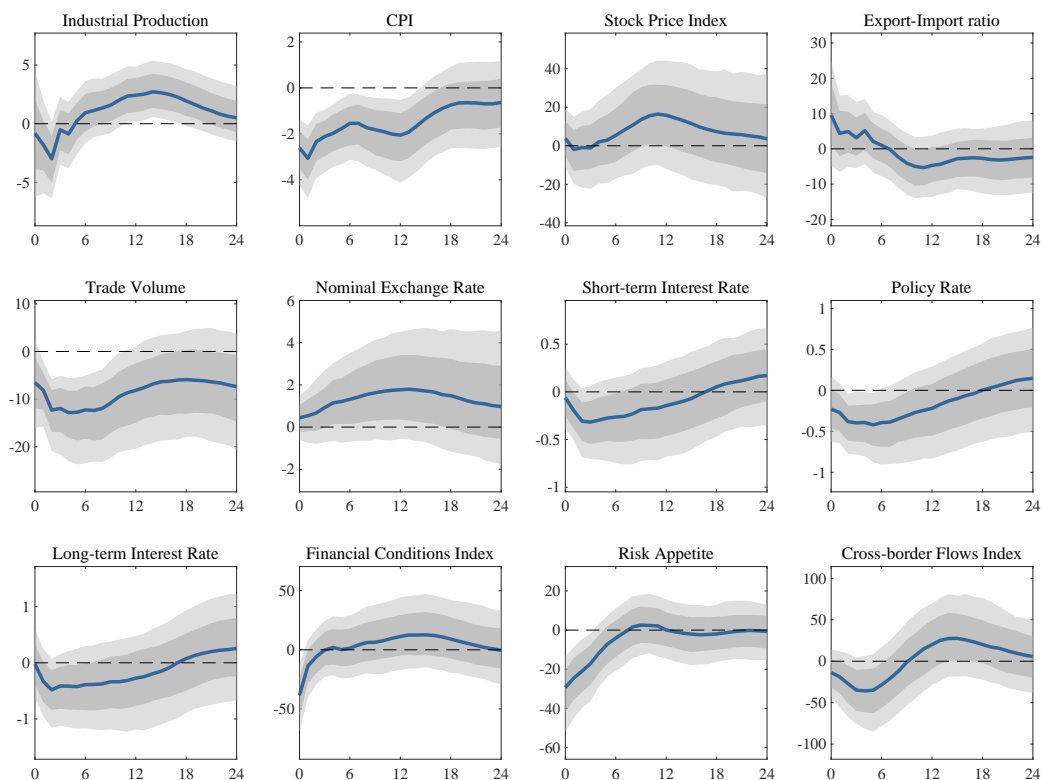 Industrial Production
CPI
Stock Price Index
Export-Import ratio
5
0
-5
0 6 12 18 24
2
0
-2
-4
0 6 12 18 24
40
20
0
-20
-40
0 6 12 18 24
30
20
10
0
-10
-20
0 6 12 18 24
Trade Volume
Nominal Exchange Rate
Short-term Interest Rate
Policy Rate
10
0
-10
-20
0 6 12 18 24
6
4
2
0
-2
0 6 12 18 24
0.5
0
-0.5
-1
0 6 12 18 24
1
0.5
0
-0.5
-1
0 6 12 18 24
Long-term Interest Rate
Financial Conditions Index
Risk Appetite
Cross-border Flows Index
1
0
-1
0 6 12 18 24
50
0
-50
0 6 12 18 24
20
0
-20
-40
-60
0 6 12 18 24
100
50
0
-50
-100
0 6 12 18 24